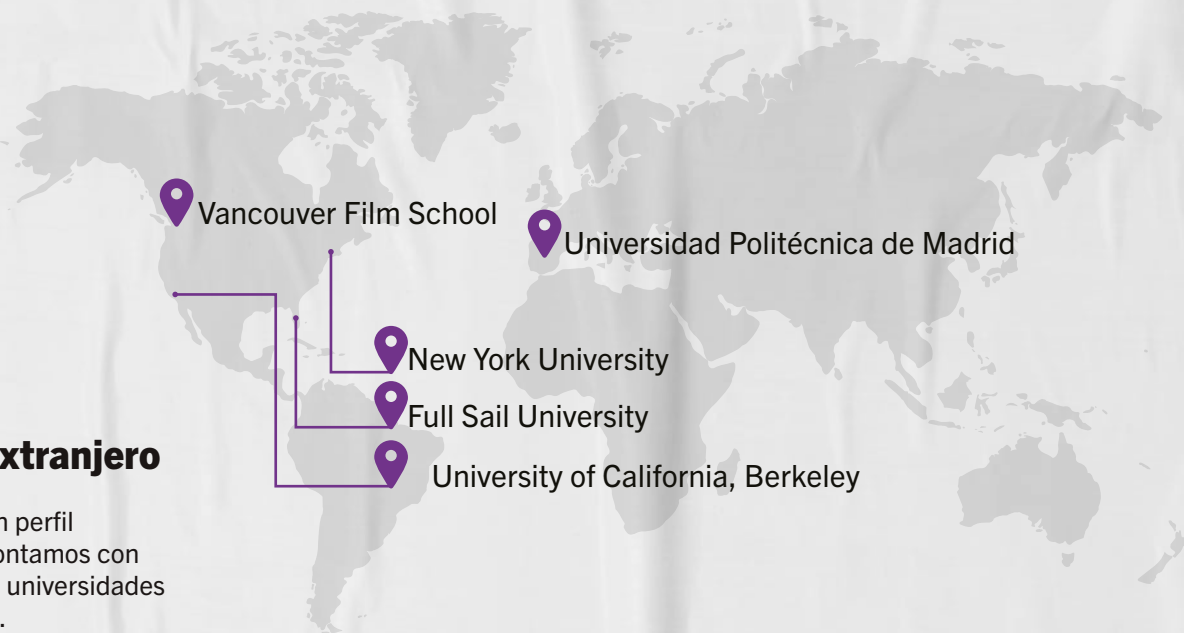 Vancouver Film School
Universidad Politécnica de Madrid
New York University
Full Sail University
University of California, Berkeley
xtranjero
perfil
ontamos con
universidades
.